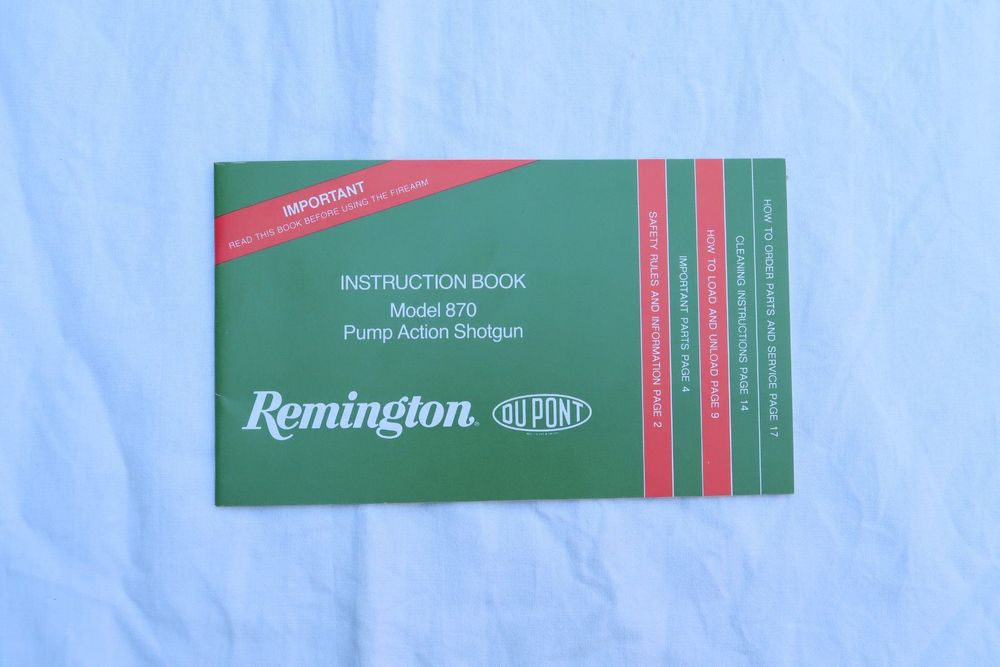 IMPORTANT
READ THIS BOOK BEFORE USING THE FIREARM
INSTRUCTION BOOK
Model 870
Pump Action Shotgun
Remington
DU PONT
SAFETY RULES AND INFORMATION PAGE 2
IMPORTANT PARTS PAGE 4
HOW TO LOAD AND UNLOAD PAGE 9
CLEANING INSTRUCTIONS PAGE 14
HOW TO ORDER PARTS AND SERVICE PAGE 17